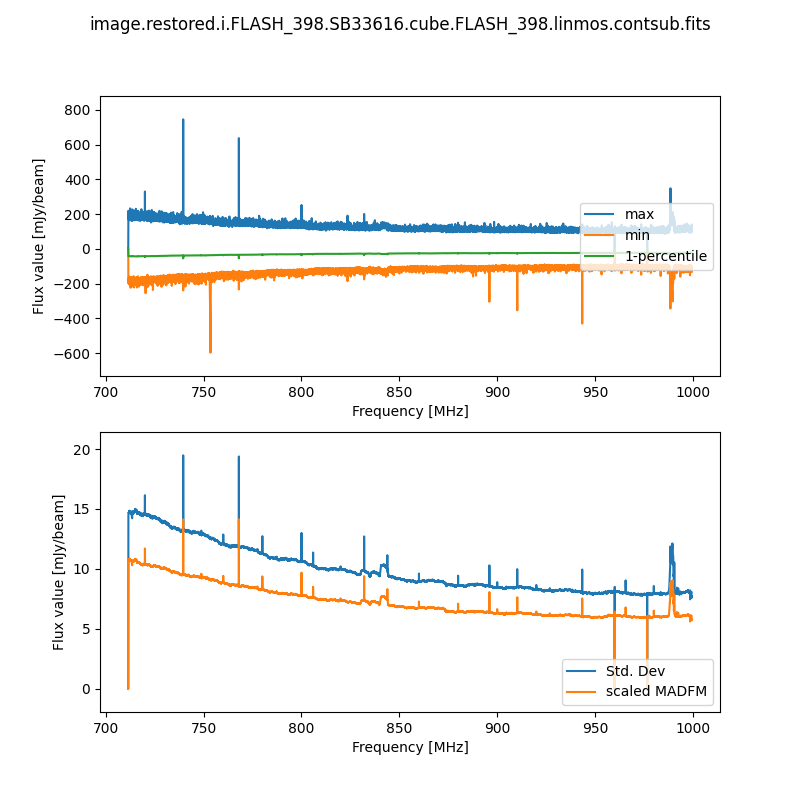 image.restored.i.FLASH_398.SB33616.cube.FLASH_398.linmos.contsub.fits
800
600
400
200
0
−200
−400
−600
Flux value [mJy/beam]
max
min
1-percentile
700 750 800 850 900 950 1000
Frequency [MHz]
20
15
10
5
0
Flux value [mJy/beam]
Std. Dev
scaled MADFM
700 750 800 850 900 950 1000
Frequency [MHz]